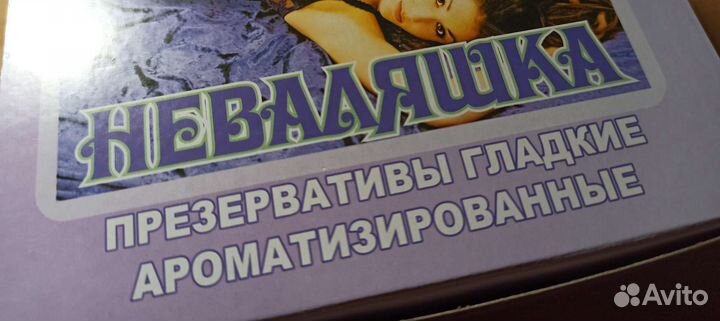 НЕВАЛЯШКА
ПРЕЗЕРВАТИВЫ ГЛАДКИЕ
АРОМАТИЗИРОВАННЫЕ
Avito